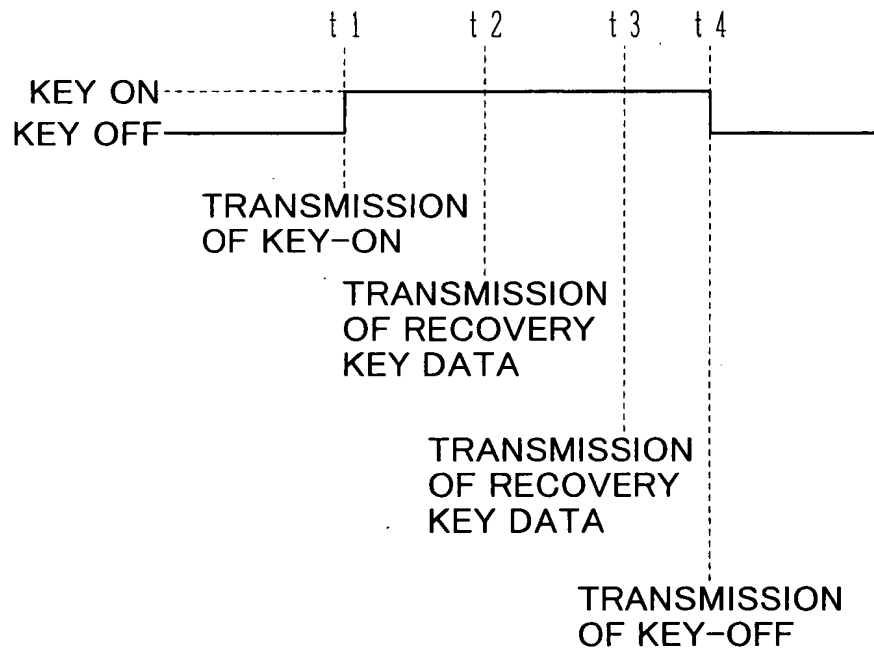 t1 t2 t3 t4
KEY ON
KEY OFF
TRANSMISSION
OF KEY-ON
TRANSMISSION
OF RECOVERY
KEY DATA
TRANSMISSION
OF RECOVERY
KEY DATA
TRANSMISSION
OF KEY-OFF